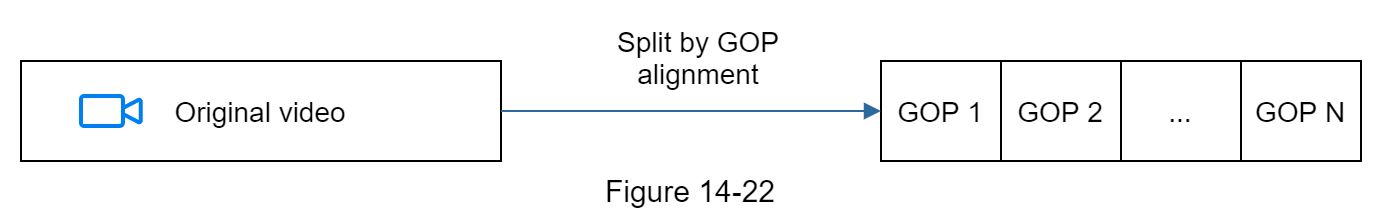 Split by GOP
alignment
Original video
GOP 1
GOP 2
...
GOP N
Figure 14-22